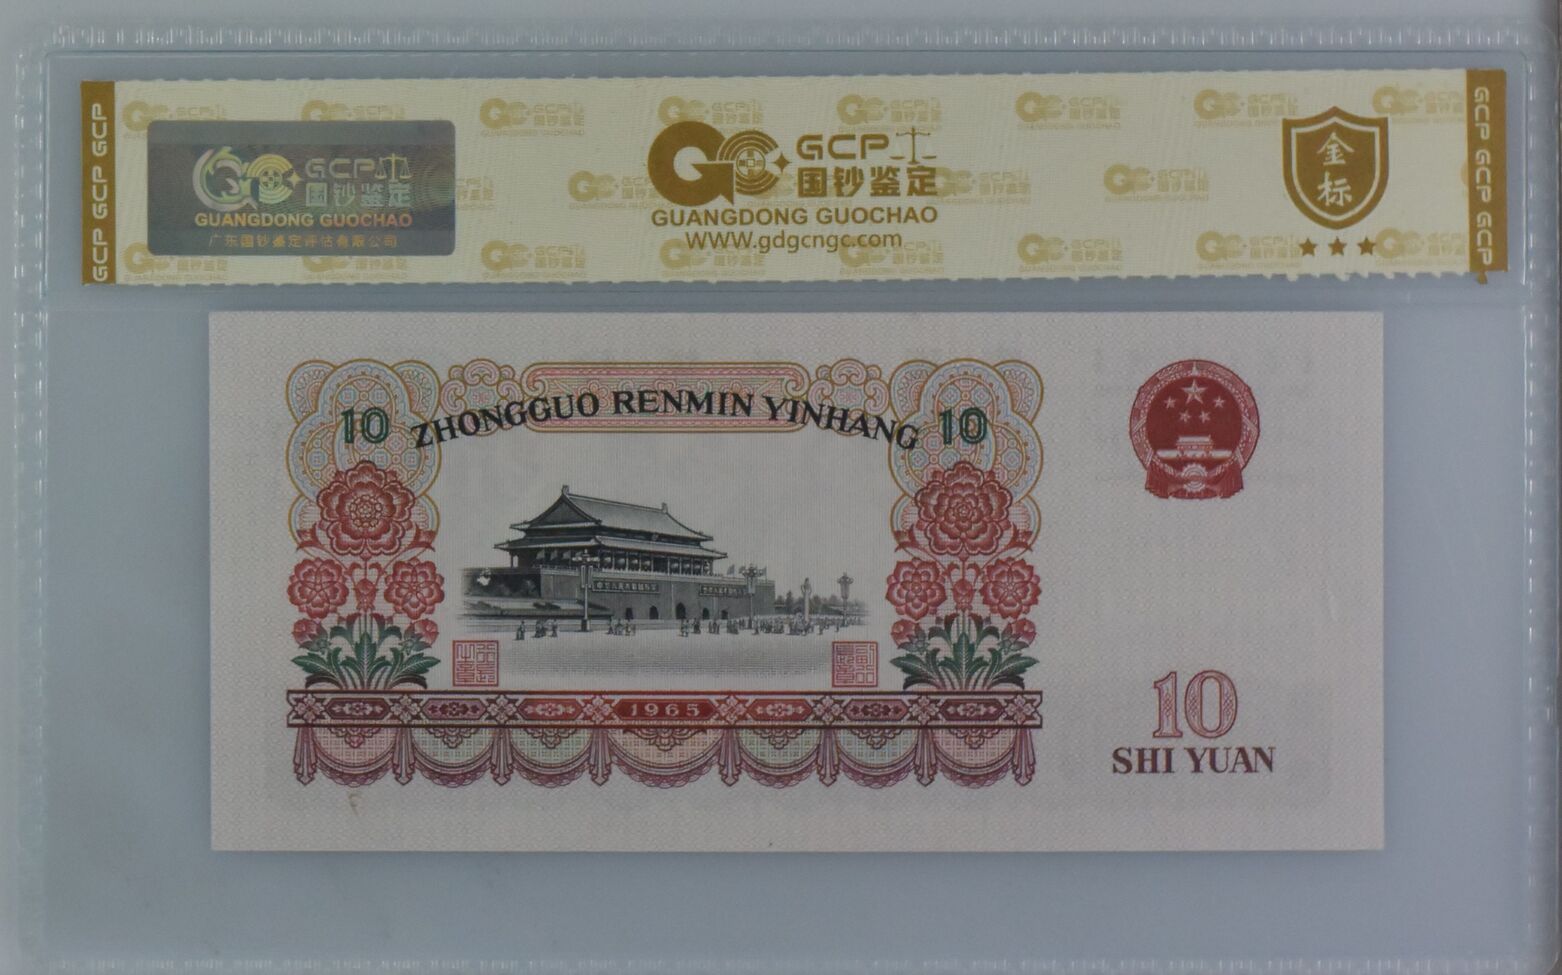 GCP GCP GCP
GCP
国钞鉴定
GUANGDONG GUOCHAO
广东国钞鉴定评估有限公司
GCP
国钞鉴定
GUANGDONG GUOCHAO
WWW.gdgcngc.com
金标
GCP GCP GCP
10 ZHONGGUO RENMIN YINHANG 10
1965
10
SHI YUAN